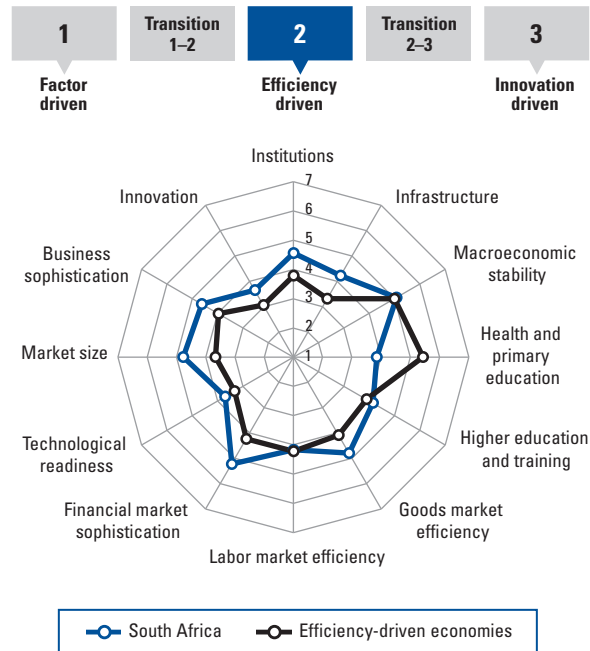 1
Transition
1–2
2
Transition
2–3
3
Factor
driven
Efficiency
driven
Innovation
driven
Institutions
Innovation
7
Infrastructure
6
Business
sophistication
5
Macroeconomic
stability
4
3
Market size
2
1
Health and
primary
education
Technological
readiness
Higher education
and training
Financial market
sophistication
Goods market
efficiency
Labor market efficiency
South Africa
Efficiency-driven economies